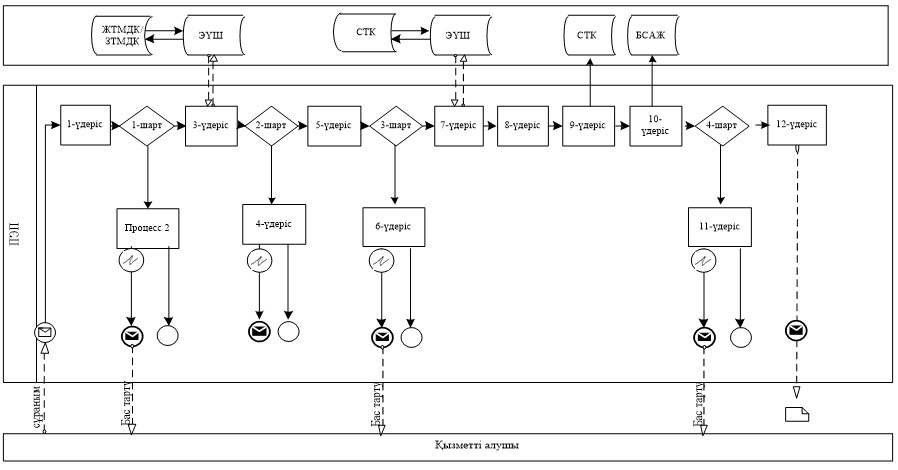 ЖТМДК/
ЗТМДК
ЭҮШ
СТК
ЭҮШ
СТК
БСАЖ
1-үдеріс
1-шарт
3-үдеріс
2-шарт
5-үдеріс
3-шарт
7-үдеріс
8-үдеріс
9-үдеріс
10-
үдеріс
4-шарт
12-үдеріс
Процесс 2
4-үдеріс
6-үдеріс
11-үдеріс
сұраным
Бас тарту
Бас тарту
Бас тарту
Қызметті алушы